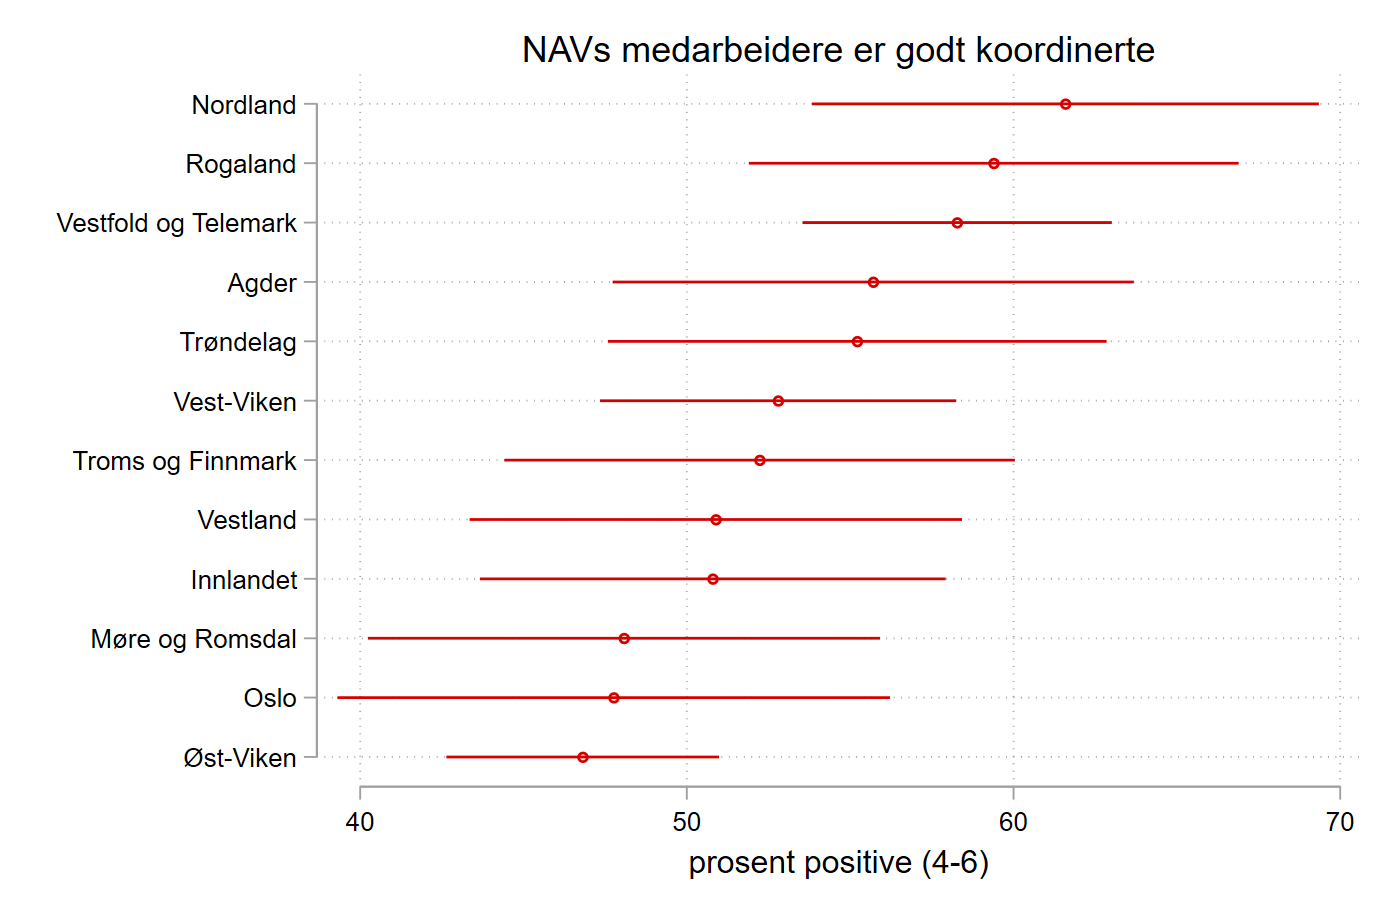 NAVs medarbeidere er godt koordinerte
Nordland
Rogaland
Vestfold og Telemark
Agder
Trøndelag
Vest-Viken
Troms og Finnmark
Vestland
Innlandet
Møre og Romsdal
Oslo
Øst-Viken
40 50 60 70
prosent positive (4-6)